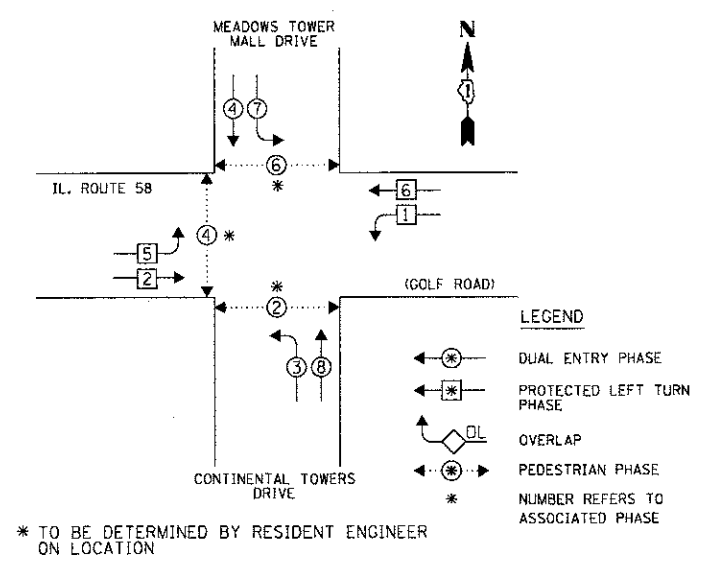 MEADOWS TOWER
MALL DRIVE
N
1
4 7
6
*
IL. ROUTE 58
6
1
4 *
5
2
*
2
(GOLF ROAD)
3 8
CONTINENTAL TOWERS
DRIVE
LEGEND
* DUAL ENTRY PHASE
* PROTECTED LEFT TURN
PHASE
OL OVERLAP
* PEDESTRIAN PHASE
* NUMBER REFERS TO
ASSOCIATED PHASE
* TO BE DETERMINED BY RESIDENT ENGINEER
ON LOCATION